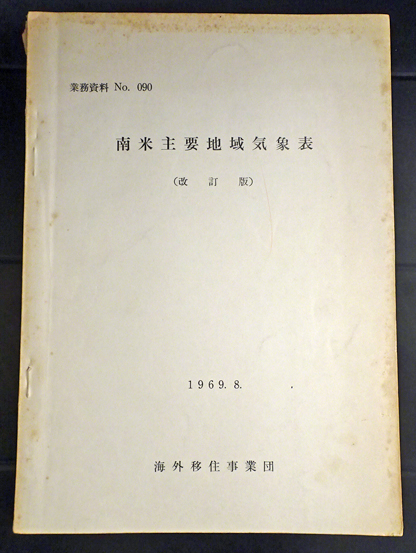 業務資料 No. 090
南米主要地域気象表
（改訂版）
1969. 8.
海外移住事業団